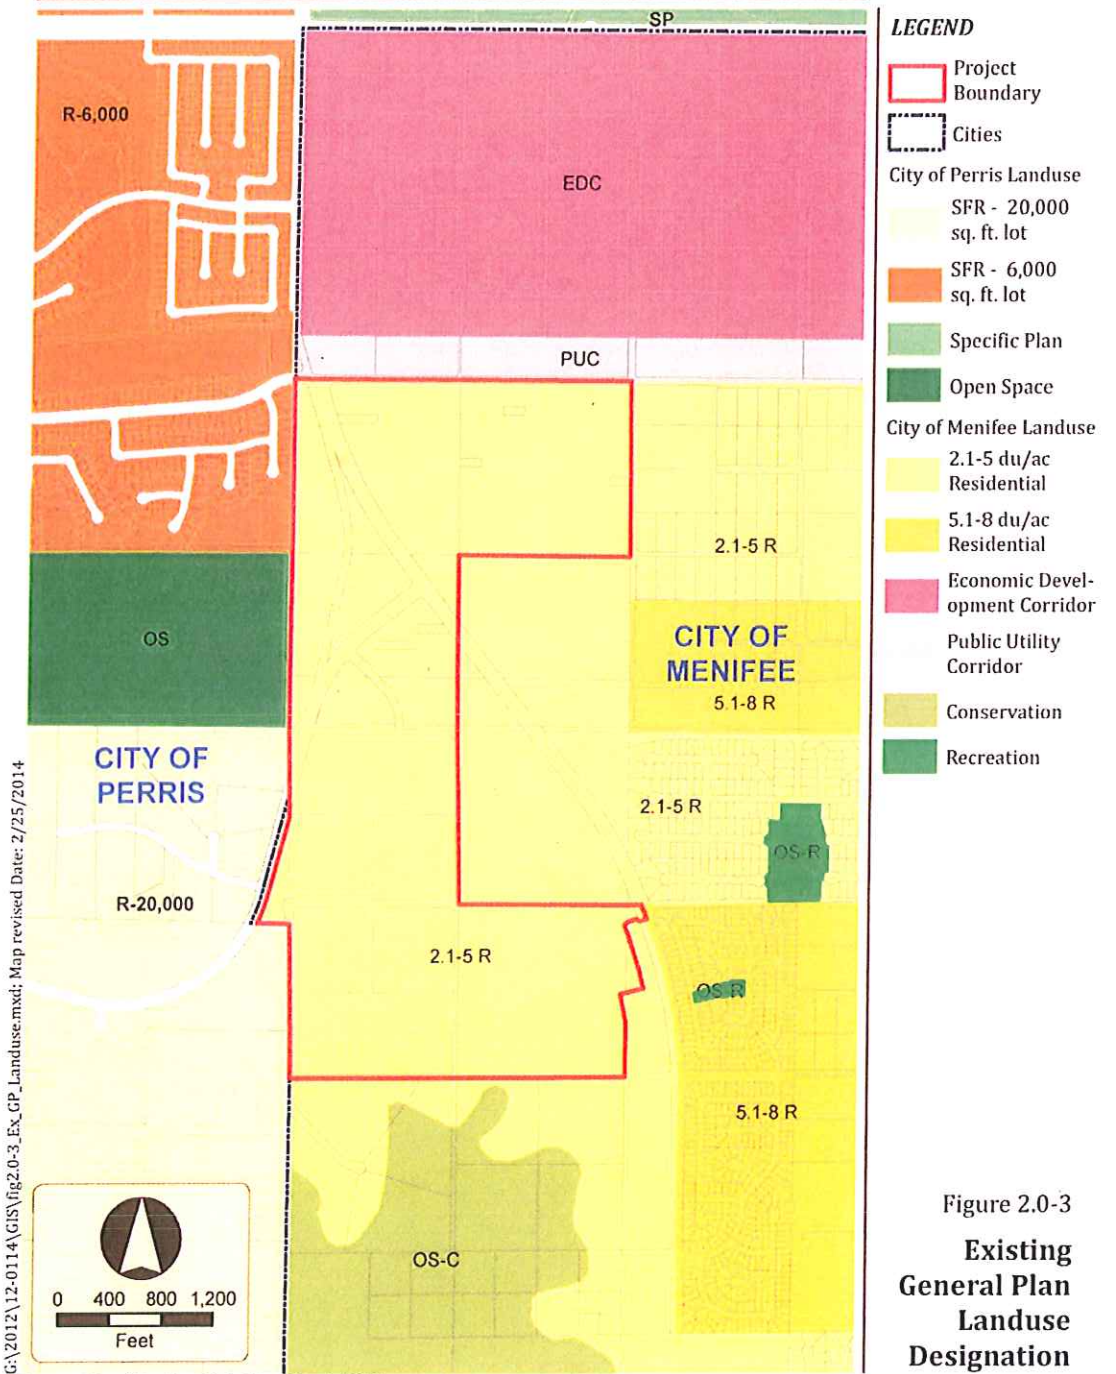 SP
R-6,000
EDC
PUC
2.1-5 R
OS
CITY OF
MENIFEE
5.1-8 R
CITY OF
PERRIS
2.1-5 R
OS-R
R-20,000
2.1-5 R
OS-R
5.1-8 R
OS-C
0 400 800 1,200
Feet
G:\2012\12-0114\GIS\fig2.0-3_Ex_GP_Landuse.mxd; Map revised Date: 2/25/2014
LEGEND
Project
Boundary
Cities
City of Perris Landuse
SFR - 20,000
sq. ft. lot
SFR - 6,000
sq. ft. lot
Specific Plan
Open Space
City of Menifee Landuse
2.1-5 du/ac
Residential
5.1-8 du/ac
Residential
Economic Devel-
opment Corridor
Public Utility
Corridor
Conservation
Recreation
Figure 2.0-3
Existing
General Plan
Landuse
Designation